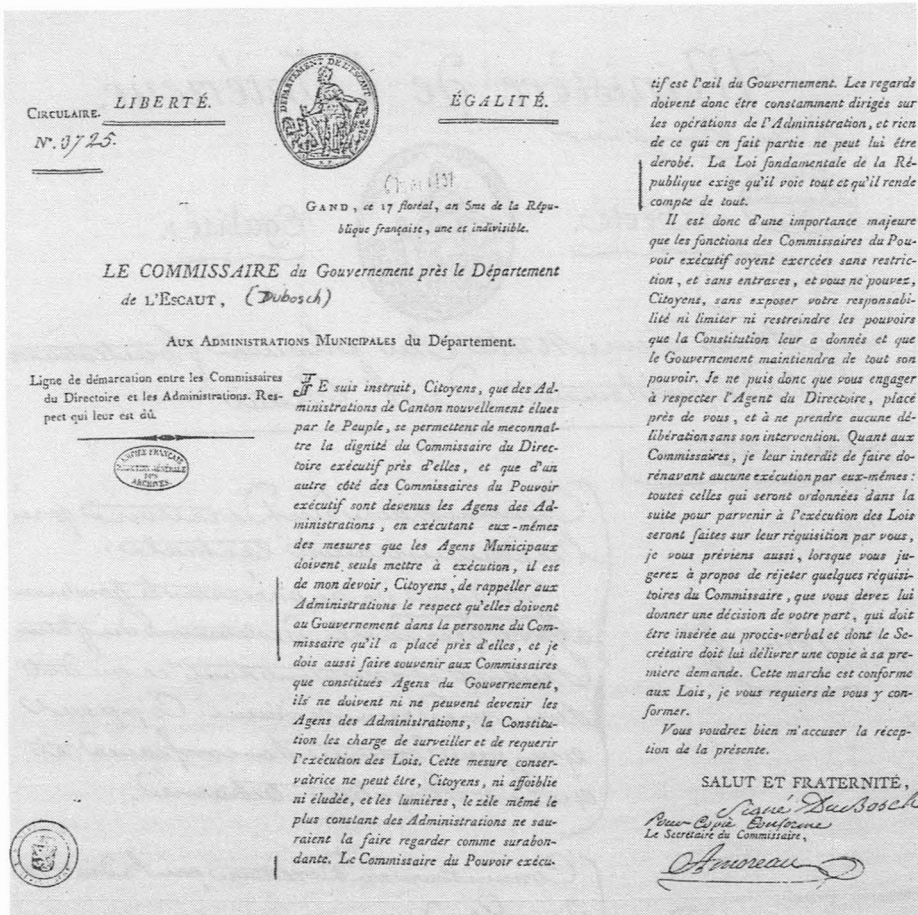 CIRCULAIRE.
LIBERTÉ.
N.º 3725.
DÉPARTEMENT DE L'ESCAUT
ÉGALITÉ.
GAND, ce 17 floréal, an 5me de la Répu-
blique française, une et indivisible.
LE COMMISSAIRE du Gouvernement près le Département
de L'ESCAUT, (Dubosch)
AUX ADMINISTRATIONS MUNICIPALES du Département.
Ligne de démarcation entre les Commissaires
du Directoire et les Administrations. Res-
pect qui leur est dû.
ARCHIVES
JE suis instruit, Citoyens, que des Ad-
ministrations de Canton nouvellement élues
par le Peuple, se permettent de meconnaî-
tre la dignité du Commissaire du Direc-
toire exécutif près d'elles, et que d'un
autre côté des Commissaires du Pouvoir
exécutif sont devenus les Agens des Ad-
ministrations, en exécutant eux-mêmes
des mesures que les Agens Municipaux
doivent seuls mettre à exécution, il est
de mon devoir, Citoyens, de rappeller aux
Administrations le respect qu'elles doivent
au Gouvernement dans la personne du Com-
missaire qu'il a placé près d'elles, et je
dois aussi faire souvenir aux Commissaires
que constitués Agens du Gouvernement,
ils ne doivent ni ne peuvent devenir les
Agens des Administrations, la Constitu-
tion les charge de surveiller et de requerir
l'exécution des Lois. Cette mesure conser-
vatrice ne peut être, Citoyens, ni affoiblie
ni éludée, et les lumières, le zèle même le
plus constant des Administrations ne sau-
raient la faire regarder comme surabon-
dante. Le Commissaire du Pouvoir exécu-
tif est l'œil du Gouvernement. Les regards
doivent donc être constamment dirigés sur
les opérations de l'Administration, et rien
de ce qui en fait partie ne peut lui être
derobé. La Loi fondamentale de la Ré-
publique exige qu'il voie tout et qu'il rende
compte de tout.
Il est donc d'une importance majeure
que les fonctions des Commissaires du Pou-
voir exécutif soyent exercées sans restric-
tion, et sans entraves, et vous ne pouvez,
Citoyens, sans exposer votre responsabi-
lité ni limiter ni restreindre les pouvoirs
que la Constitution leur a donnés et que
le Gouvernement maintiendra de tout son
pouvoir. Je ne puis donc que vous engager
à respecter l'Agent du Directoire, placé
près de vous, et à ne prendre aucune dé-
libération sans son intervention. Quant aux
Commissaires, je leur interdit de faire do-
rénavant aucune exécution par eux-mêmes :
toutes celles qui seront ordonnées dans la
suite pour parvenir à l'exécution des Lois
seront faites sur leur réquisition par vous,
je vous préviens aussi, lorsque vous ju-
gerez à propos de réjeter quelques réquisi-
toires du Commissaire, que vous devez lui
donner une décision de votre part, qui doit
être insérée au procès-verbal et dont le Se-
crétaire doit lui délivrer une copie à sa pre-
miere demande. Cette marche est conforme
aux Lois, je vous requiers de vous y con-
former.
Vous voudrez bien m'accuser la récep-
tion de la présente.
SALUT ET FRATERNITÉ,
Signé DuBosch
Pour Copie Conforme
Le Secrétaire du Commissaire,